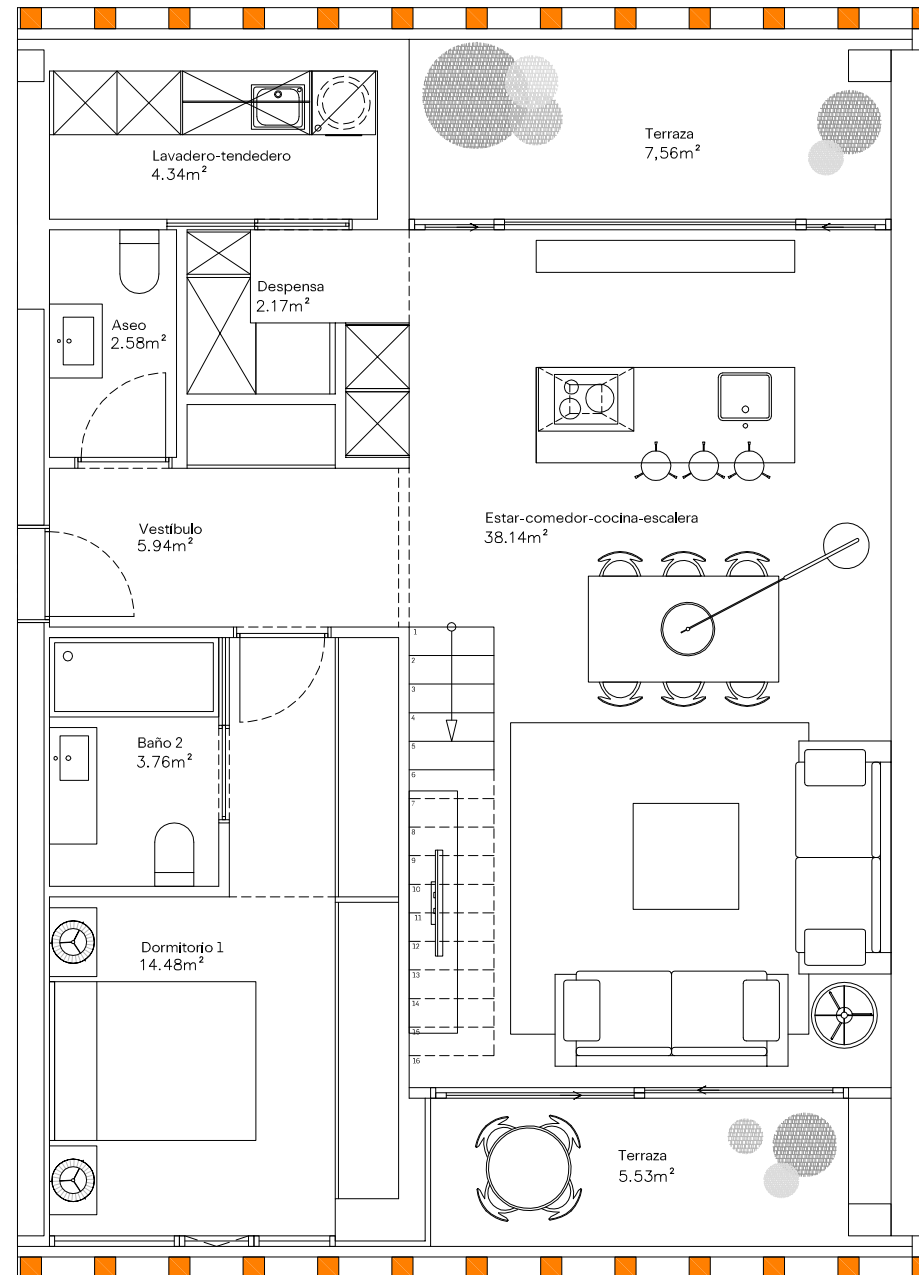 Lavadero-tendedero
4.34m²
Terraza
7,56m²
Despensa
2.17m²
Aseo
2.58m²
Vestíbulo
5.94m²
Estar-comedor-cocina-escalera
38.14m²
1
2
3
4
5
6
7
8
9
10
11
12
13
14
15
16
Baño 2
3.76m²
Dormitorio 1
14.48m²
Terraza
5.53m²